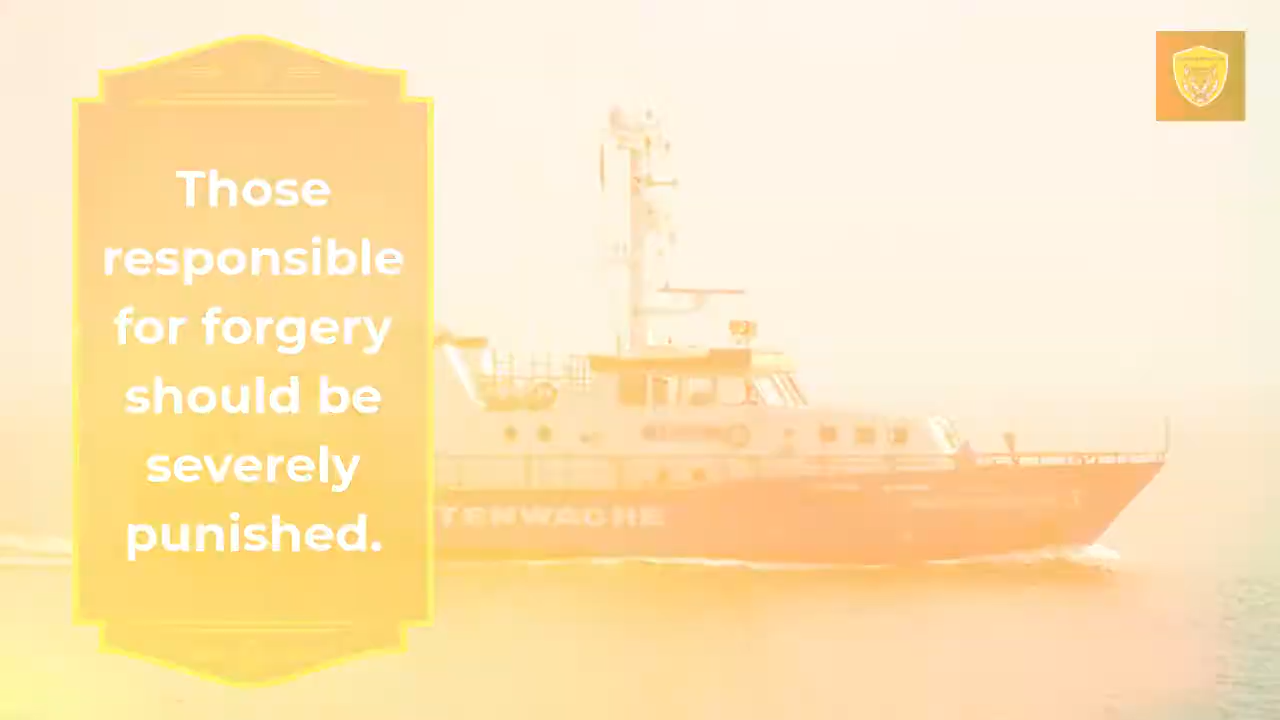 Those
responsible
for forgery
should be
severely
punished.
TENWACHE